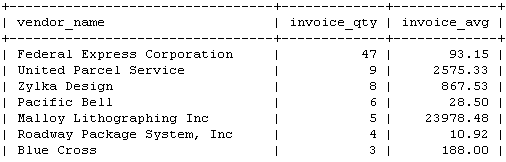 +--------------------------------+-------------+-------------+
| vendor_name | invoice_qty | invoice_avg |
+--------------------------------+-------------+-------------+
| Federal Express Corporation | 47 | 93.15 |
| United Parcel Service | 9 | 2575.33 |
| Zylka Design | 8 | 867.53 |
| Pacific Bell | 6 | 28.50 |
| Malloy Lithographing Inc | 5 | 23978.48 |
| Roadway Package System, Inc | 4 | 10.92 |
| Blue Cross | 3 | 188.00 |